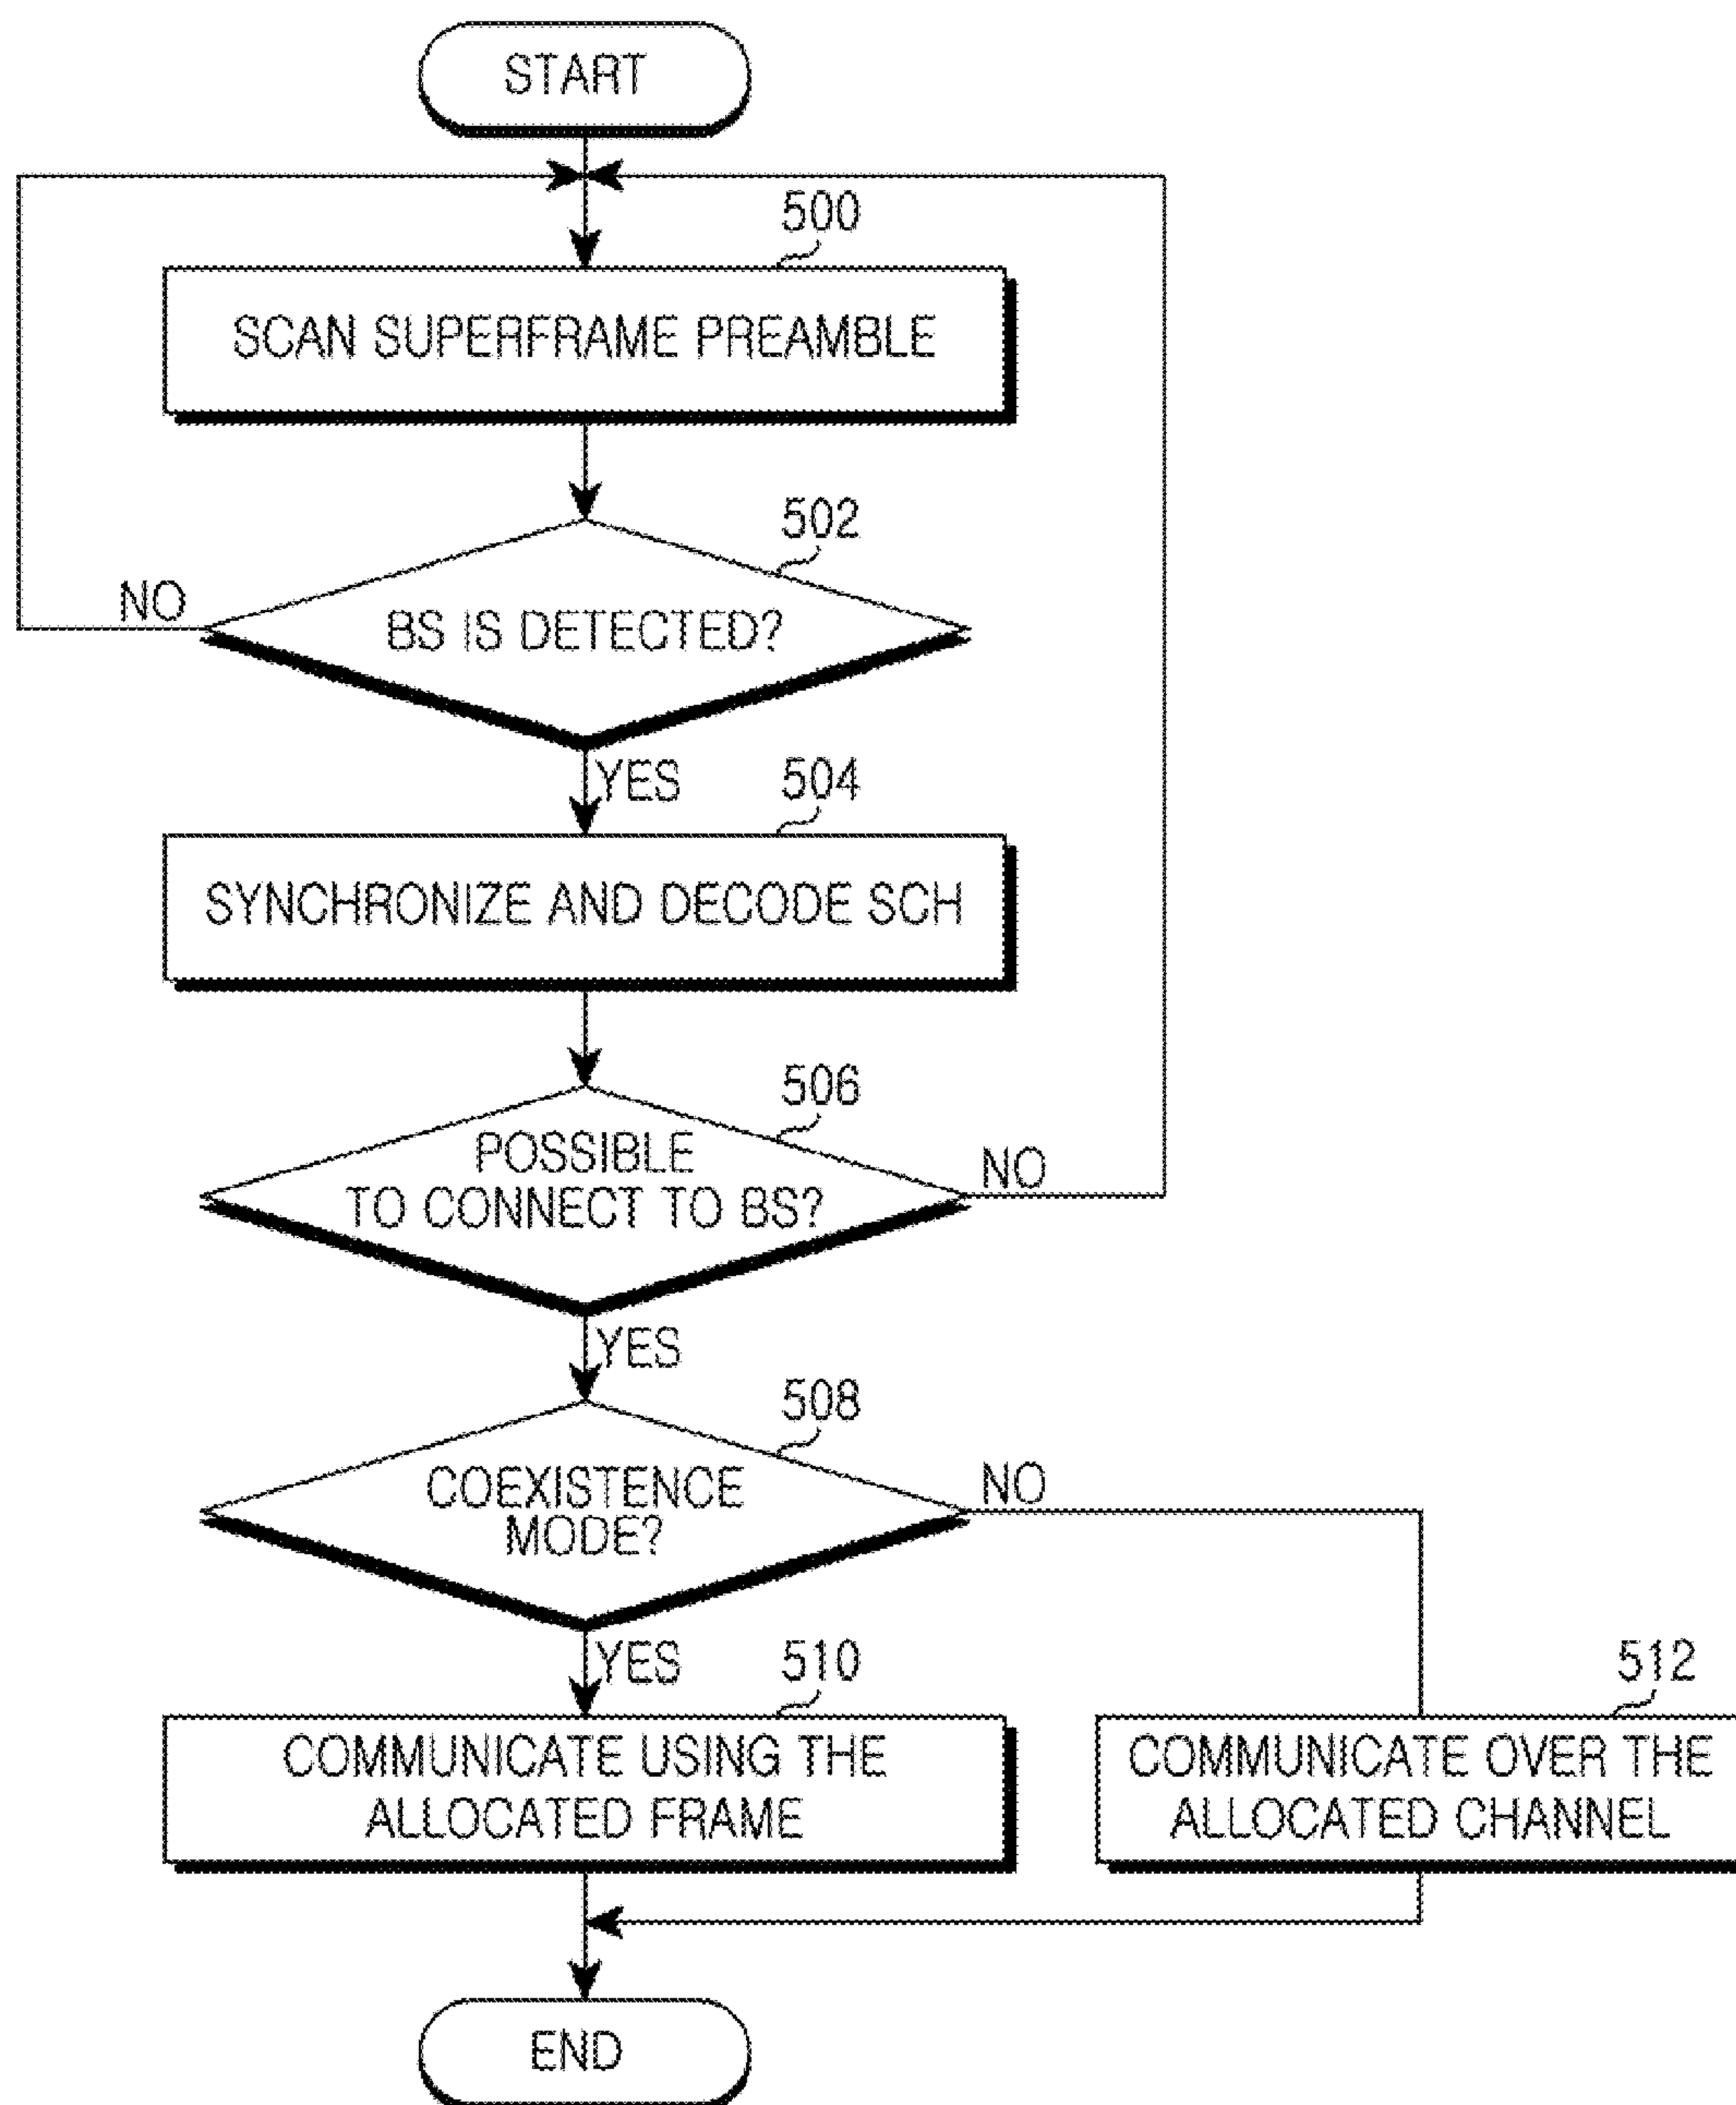 START
500
SCAN SUPERFRAME PREAMBLE
502
NO
BS IS DETECTED?
YES
504
SYNCHRONIZE AND DECODE SCH
506
POSSIBLE
TO CONNECT TO BS?
NO
YES
508
COEXISTENCE
MODE?
NO
YES
510
COMMUNICATE USING THE
ALLOCATED FRAME
512
COMMUNICATE OVER THE
ALLOCATED CHANNEL
END